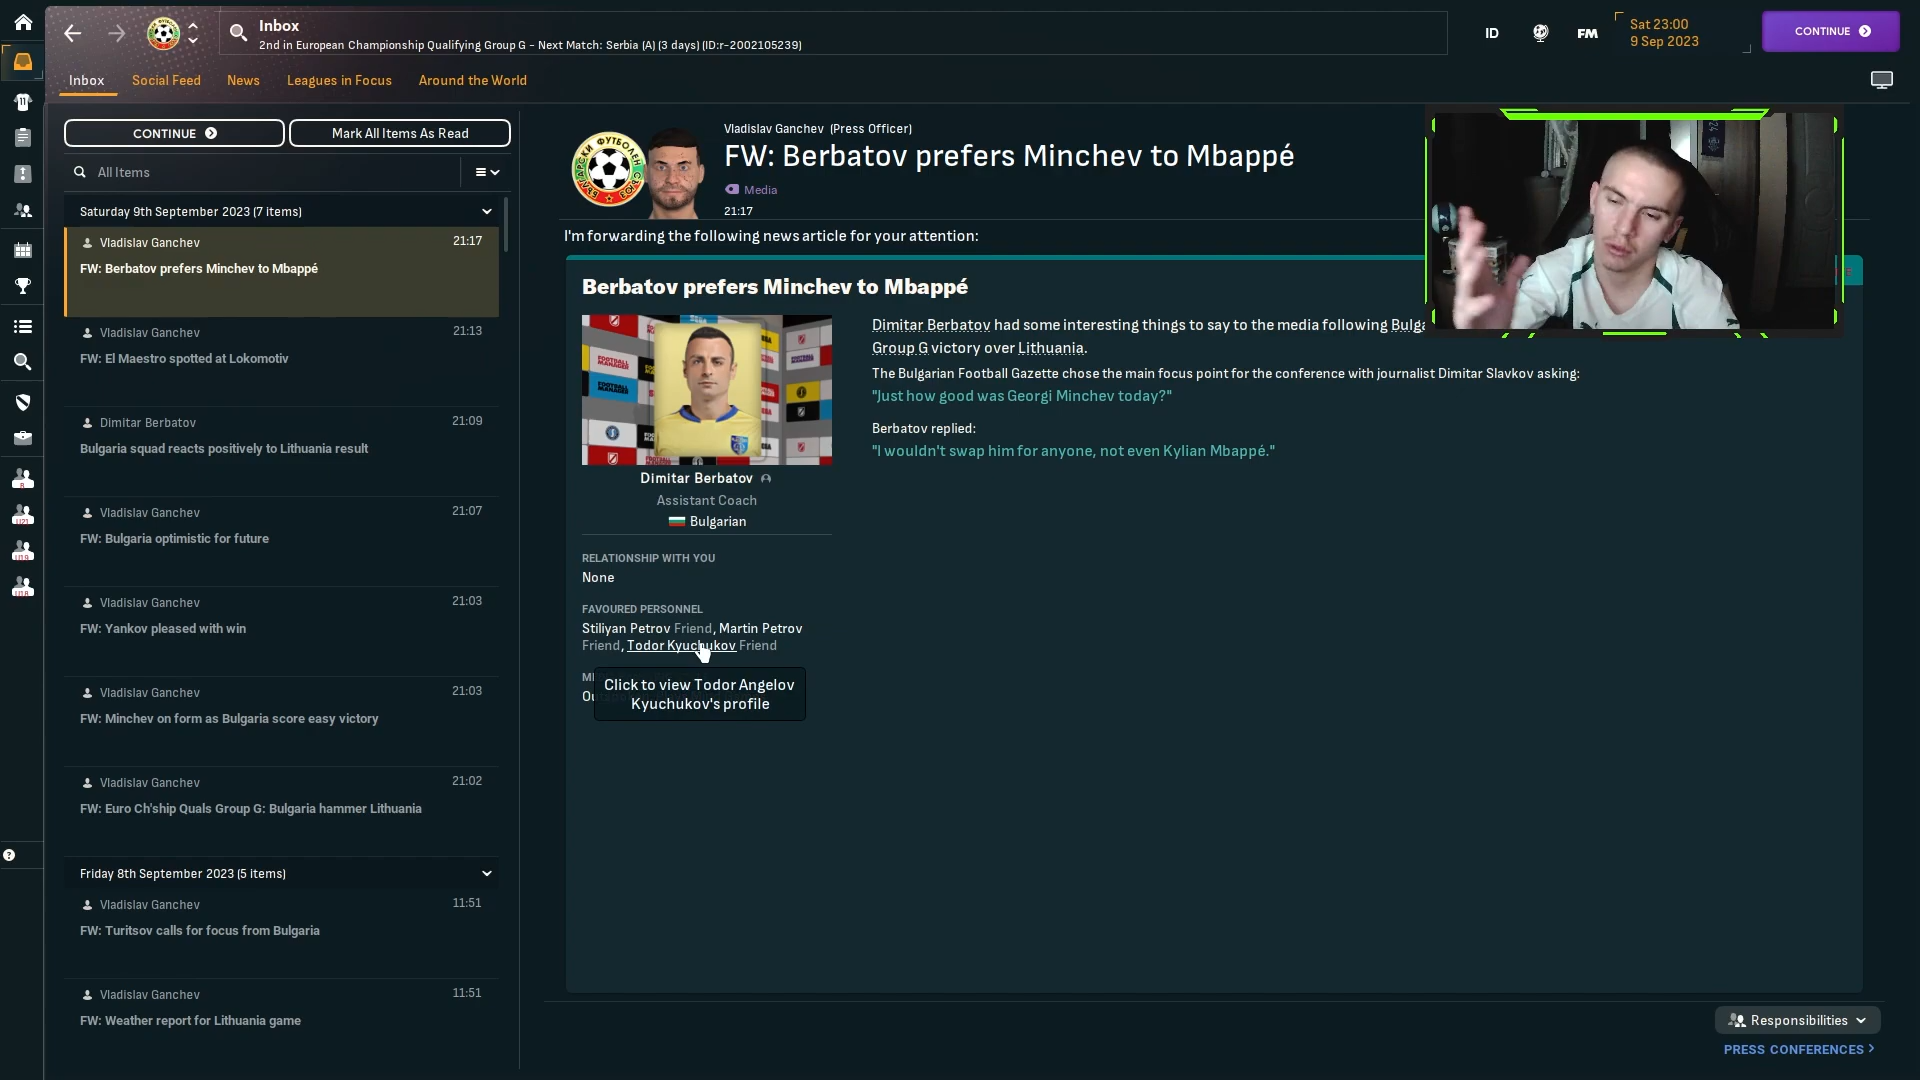 Inbox
2nd in European Championship Qualifying Group G - Next Match: Serbia (A) (3 days) (ID:r-2002105239)
ID
FM
Sat 23:00
9 Sep 2023
CONTINUE
Inbox
Social Feed
News
Leagues in Focus
Around the World
CONTINUE
Mark All Items As Read
All Items
Saturday 9th September 2023 (7 items)
Vladislav Ganchev
21:17
FW: Berbatov prefers Minchev to Mbappé
Vladislav Ganchev
21:13
FW: El Maestro spotted at Lokomotiv
Dimitar Berbatov
21:09
Bulgaria squad reacts positively to Lithuania result
Vladislav Ganchev
21:07
FW: Bulgaria optimistic for future
Vladislav Ganchev
21:03
FW: Yankov pleased with win
Vladislav Ganchev
21:03
FW: Minchev on form as Bulgaria score easy victory
Vladislav Ganchev
21:02
FW: Euro Ch'ship Quals Group G: Bulgaria hammer Lithuania
Friday 8th September 2023 (5 items)
Vladislav Ganchev
11:51
FW: Turitsov calls for focus from Bulgaria
Vladislav Ganchev
11:51
FW: Weather report for Lithuania game
Vladislav Ganchev (Press Officer)
FW: Berbatov prefers Minchev to Mbappé
Media
21:17
I'm forwarding the following news article for your attention:
Berbatov prefers Minchev to Mbappé
Dimitar Berbatov had some interesting things to say to the media following Bulga
Group G victory over Lithuania.
The Bulgarian Football Gazette chose the main focus point for the conference with journalist Dimitar Slavkov asking:
"Just how good was Georgi Minchev today?"
Berbatov replied:
"I wouldn't swap him for anyone, not even Kylian Mbappé."
FOOTBALL MANAGER
Dimitar Berbatov
Assistant Coach
Bulgarian
RELATIONSHIP WITH YOU
None
FAVOURED PERSONNEL
Stiliyan Petrov Friend, Martin Petrov
Friend, Todor Kyuchukov Friend
Click to view Todor Angelov
Kyuchukov's profile
Responsibilities
PRESS CONFERENCES